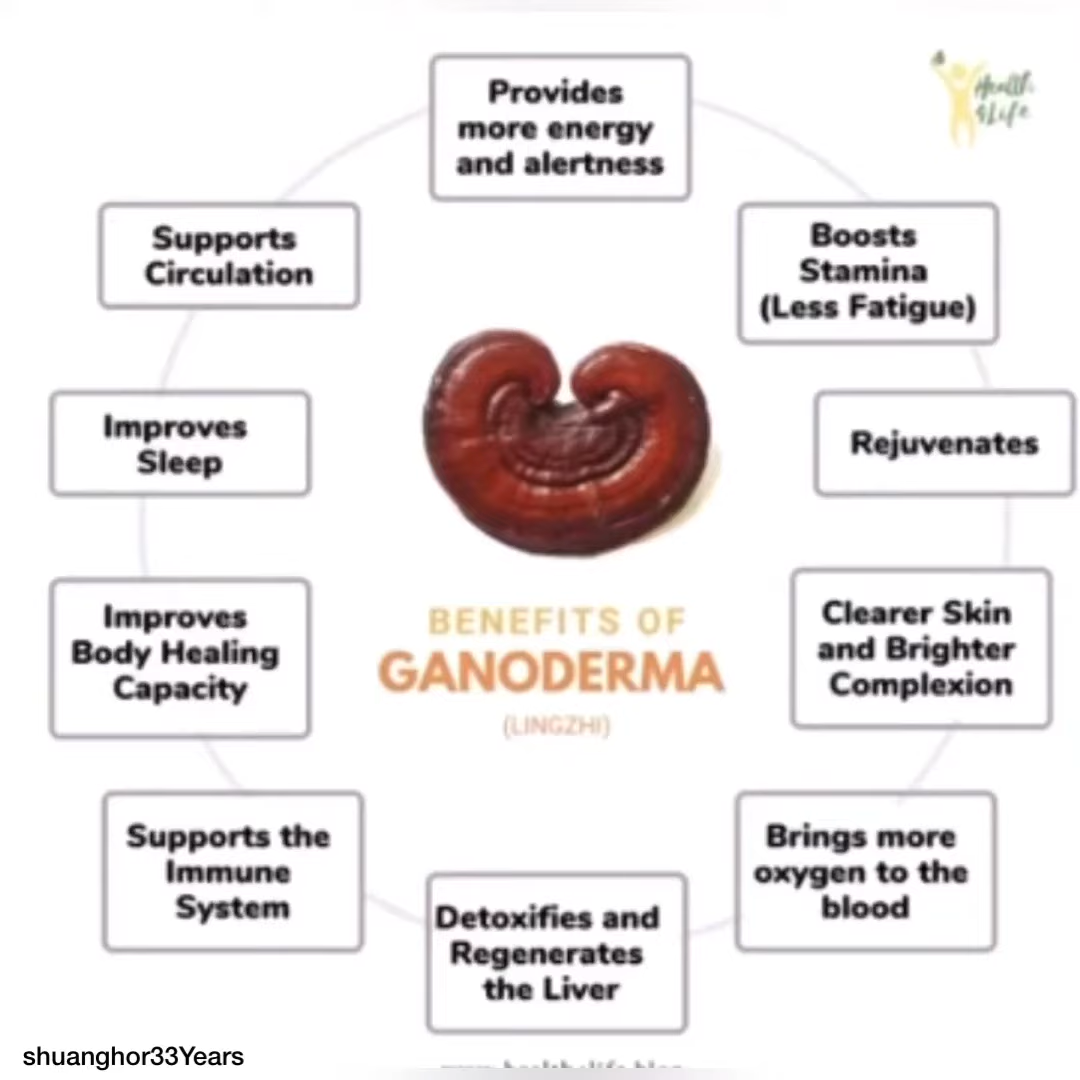 Provides
more energy
and alertness
Health
4Life
Supports
Circulation
Boosts
Stamina
(Less Fatigue)
Improves
Sleep
Rejuvenates
Improves
Body Healing
Capacity
BENEFITS OF
GANODERMA
(LINGZHI)
Clearer Skin
and Brighter
Complexion
Supports the
Immune
System
Detoxifies and
Regenerates
the Liver
Brings more
oxygen to the
blood
shuanghor33Years